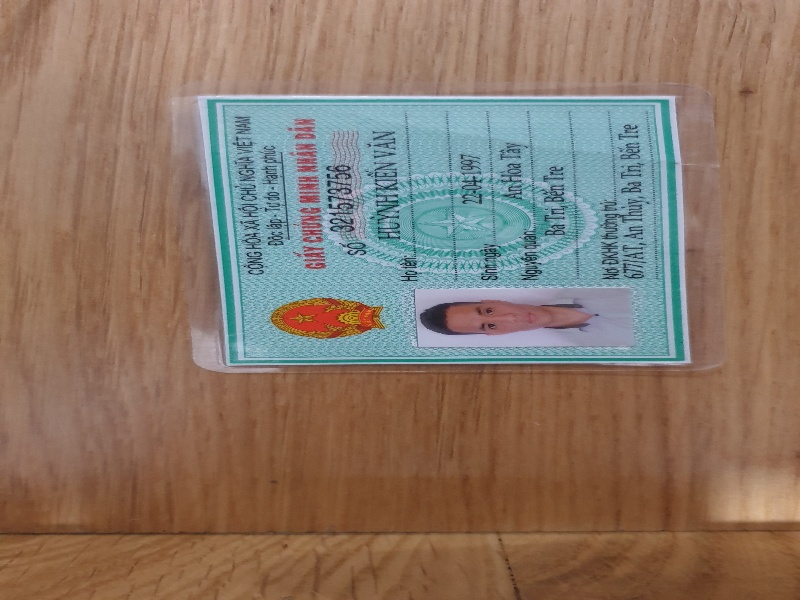 CỘNG HÒA XÃ HỘI CHỦ NGHĨA VIỆT NAM
Độc lập - Tự do - Hạnh phúc
GIẤY CHỨNG MINH NHÂN DÂN
SỐ 321573756
Họ tên HUỲNH KIẾN VĂN
Sinh ngày 22-04-1997
Nguyên quán An Hòa Tây
Ba Tri, Bến Tre
Nơi ĐKHK thường trú
677/AT, An Thủy, Ba Tri, Bến Tre